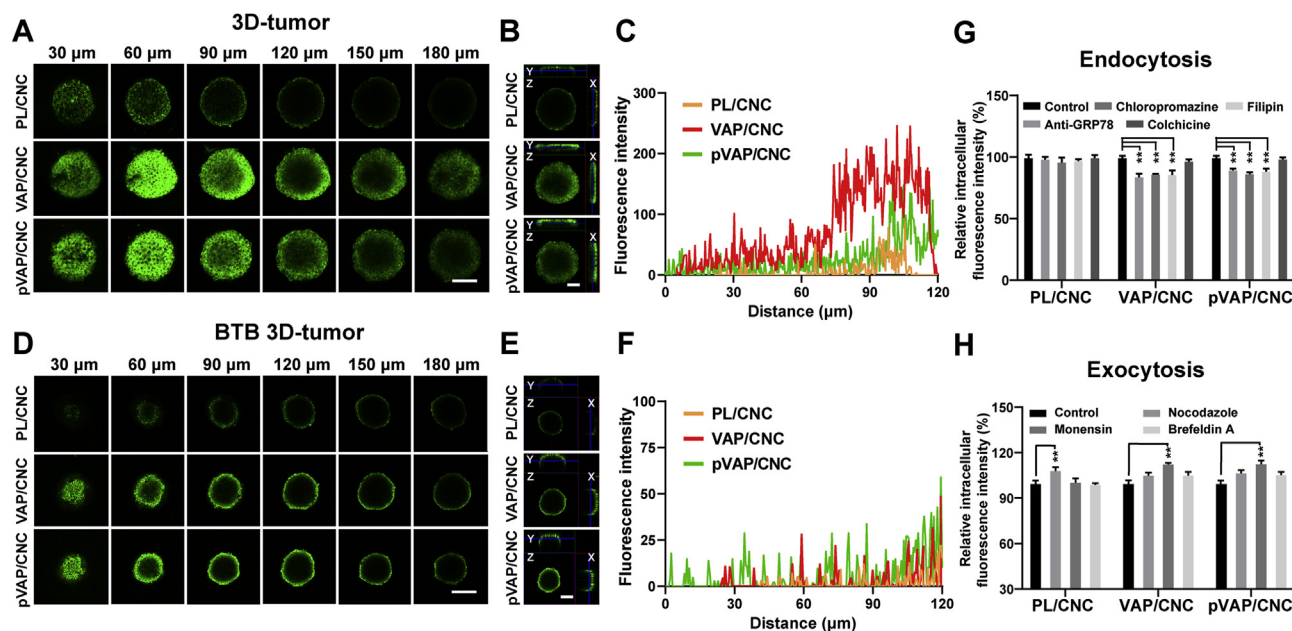 A
3D-tumor
30 μm 60 μm 90 μm 120 μm 150 μm 180 μm
PL/CNC
VAP/CNC
pVAP/CNC
B
PL/CNC
Y
Z
X
VAP/CNC
Y
Z
X
pVAP/CNC
Y
Z
X
C
Fluorescence intensity
300
200
100
50
0
PL/CNC
VAP/CNC
pVAP/CNC
0 30 60 90 120
Distance (μm)
D
BTB 3D-tumor
30 μm 60 μm 90 μm 120 μm 150 μm 180 μm
PL/CNC
VAP/CNC
pVAP/CNC
E
PL/CNC
Y
Z
X
VAP/CNC
Y
Z
X
pVAP/CNC
Y
Z
X
F
Fluorescence intensity
100
75
50
25
0
PL/CNC
VAP/CNC
pVAP/CNC
0 30 60 90 120
Distance (μm)
G
Endocytosis
Control Chloropromazine Filipin
Anti-GRP78 Colchicine
Relative intracellular
fluorescence intensity (%)
150
100
50
0
** ** **
** ** **
PL/CNC VAP/CNC pVAP/CNC
H
Exocytosis
Control Nocodazole
Monensin Brefeldin A
Relative intracellular
fluorescence intensity (%)
150
120
90
60
30
**
**
**
PL/CNC VAP/CNC pVAP/CNC